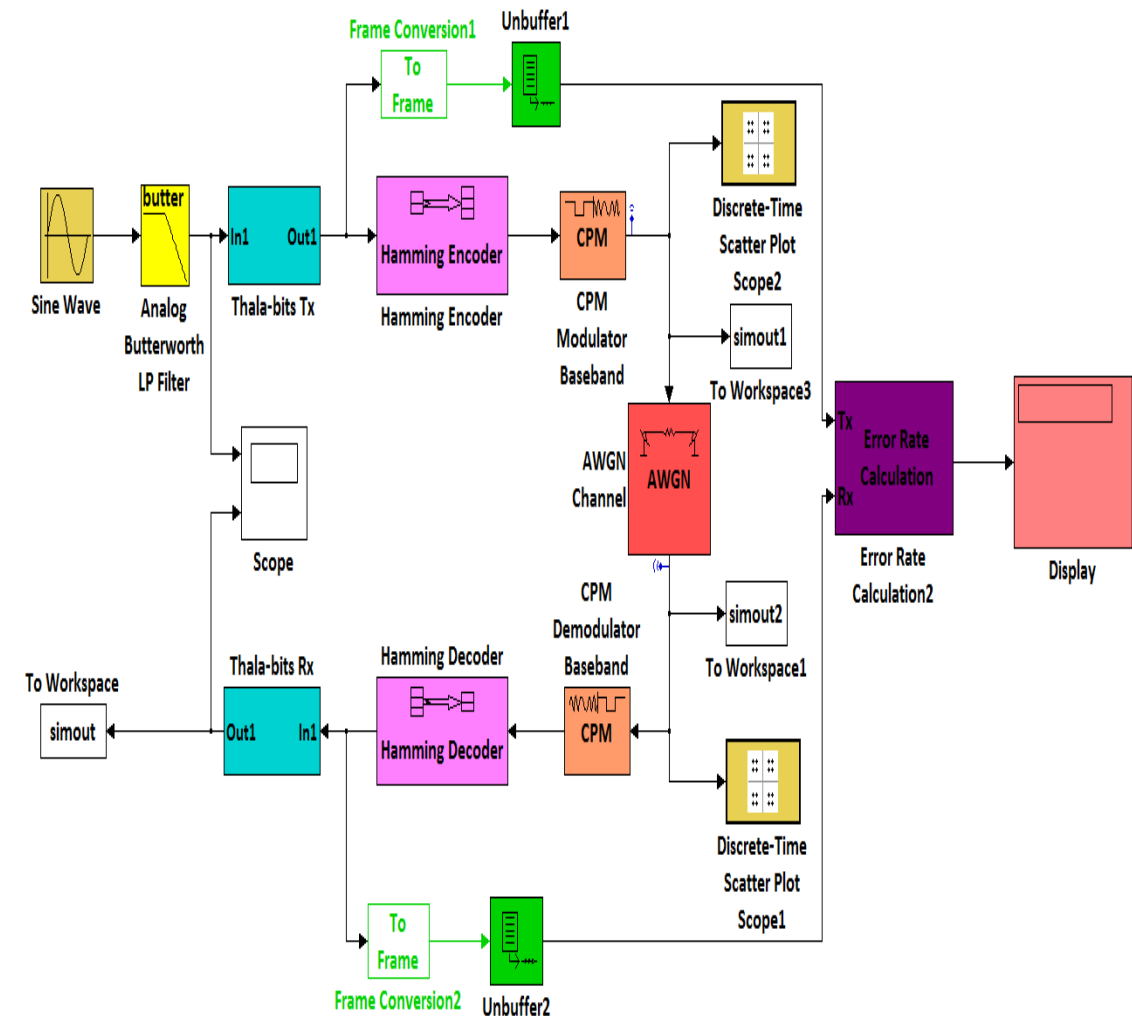 Frame Conversion1
To
Frame
Unbuffer1
Discrete-Time
Scatter Plot
Scope2
Sine Wave
butter
Analog
Butterworth
LP Filter
In1
Out1
Thala-bits Tx
Hamming Encoder
Hamming Encoder
CPM
CPM
Modulator
Baseband
simout1
To Workspace3
AWGN
Channel
AWGN
Tx
Rx
Error Rate
Calculation
Error Rate
Calculation2
Display
Scope
CPM
Demodulator
Baseband
CPM
simout2
To Workspace1
Hamming Decoder
Hamming Decoder
Thala-bits Rx
Out1
In1
To Workspace
simout
Discrete-Time
Scatter Plot
Scope1
To
Frame
Frame Conversion2
Unbuffer2